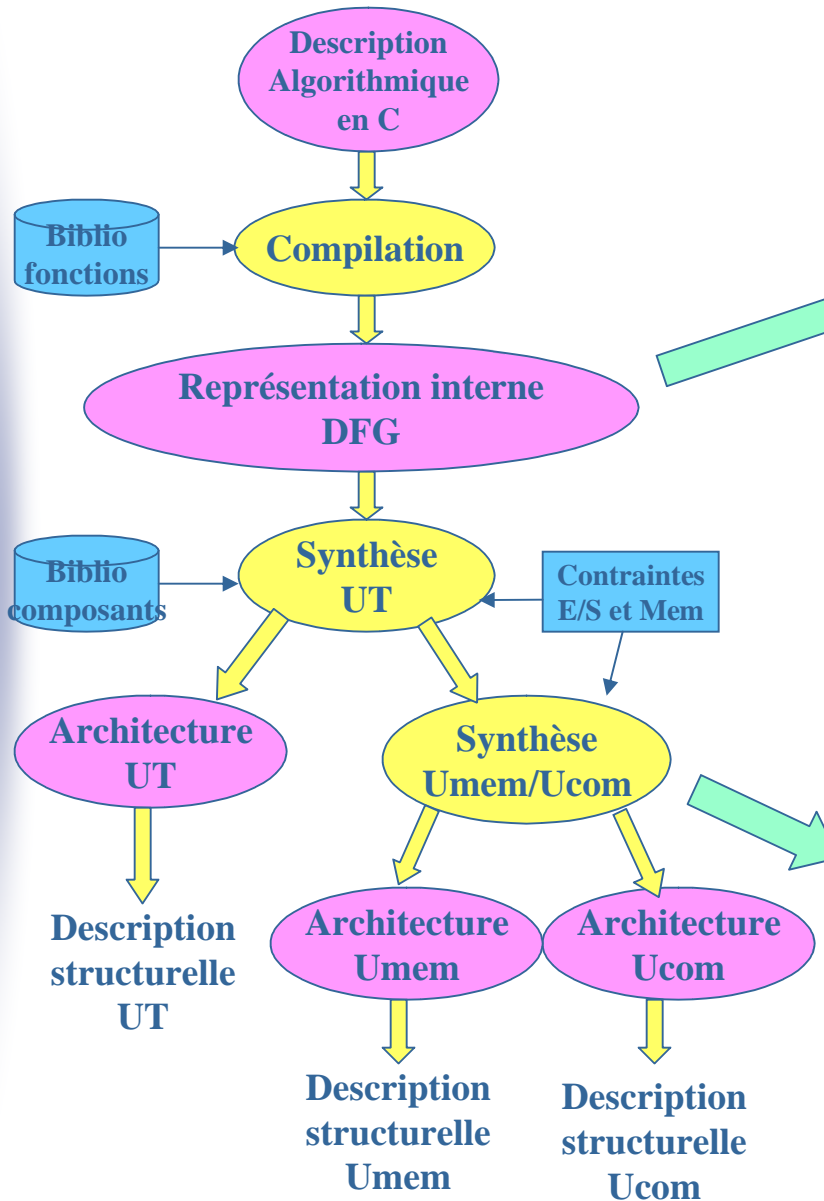 Description
Algorithmique
en C
Biblio
fonctions
Compilation
Représentation interne
DFG
Biblio
composants
Synthèse
UT
Contraintes
E/S et Mem
Architecture
UT
Synthèse
Umem/Ucom
Description
structurelle
UT
Architecture
Umem
Architecture
Ucom
Description
structurelle
Umem
Description
structurelle
Ucom